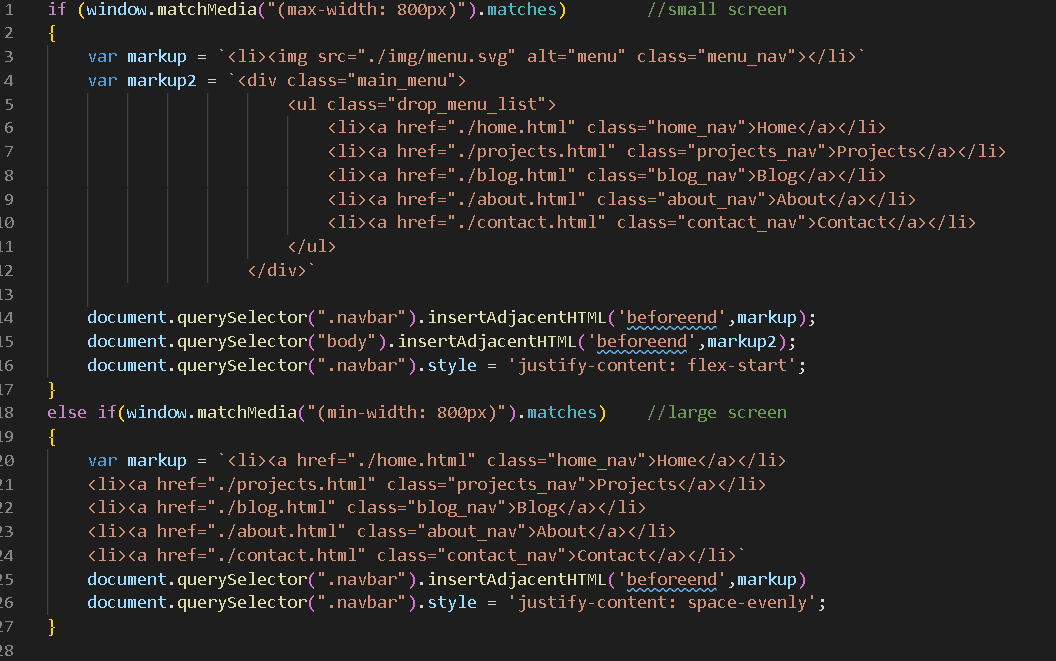 1 if (window.matchMedia("(max-width: 800px)").matches) //small screen
2 {
3 var markup = `<li><img src="./img/menu.svg" alt="menu" class="menu_nav"></li>`
4 var markup2 = `<div class="main_menu">
5 <ul class="drop_menu_list">
6 <li><a href="./home.html" class="home_nav">Home</a></li>
7 <li><a href="./projects.html" class="projects_nav">Projects</a></li>
8 <li><a href="./blog.html" class="blog_nav">Blog</a></li>
9 <li><a href="./about.html" class="about_nav">About</a></li>
10 <li><a href="./contact.html" class="contact_nav">Contact</a></li>
11 </ul>
12 </div>`
13
14 document.querySelector(".navbar").insertAdjacentHTML('beforeend',markup);
15 document.querySelector("body").insertAdjacentHTML('beforeend',markup2);
16 document.querySelector(".navbar").style = 'justify-content: flex-start';
17 }
18 else if(window.matchMedia("(min-width: 800px)").matches) //large screen
19 {
20 var markup = `<li><a href="./home.html" class="home_nav">Home</a></li>
21 <li><a href="./projects.html" class="projects_nav">Projects</a></li>
22 <li><a href="./blog.html" class="blog_nav">Blog</a></li>
23 <li><a href="./about.html" class="about_nav">About</a></li>
24 <li><a href="./contact.html" class="contact_nav">Contact</a></li>`
25 document.querySelector(".navbar").insertAdjacentHTML('beforeend',markup)
26 document.querySelector(".navbar").style = 'justify-content: space-evenly';
27 }
28